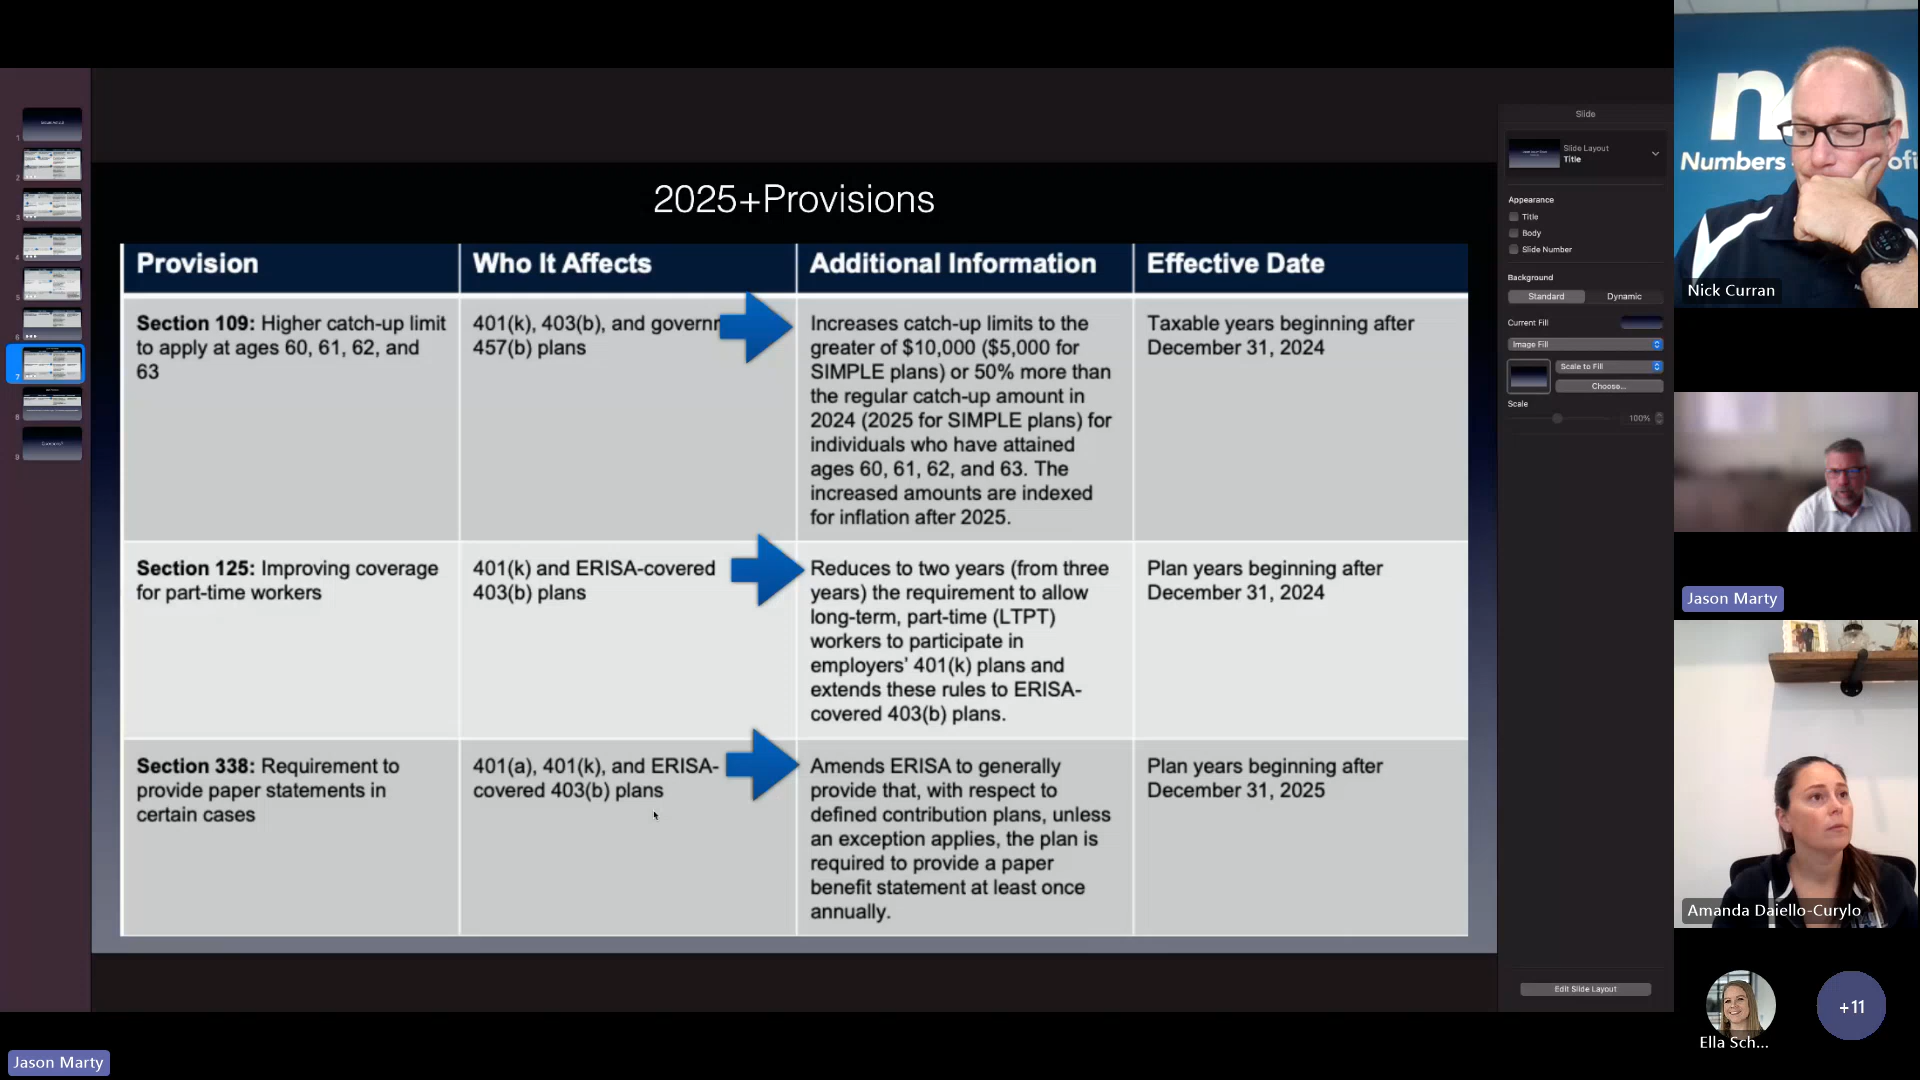 2025+Provisions
Provision
Who It Affects
Additional Information
Effective Date
Section 109: Higher catch-up limit
to apply at ages 60, 61, 62, and
63
401(k), 403(b), and governr
457(b) plans
Increases catch-up limits to the
greater of $10,000 ($5,000 for
SIMPLE plans) or 50% more than
the regular catch-up amount in
2024 (2025 for SIMPLE plans) for
individuals who have attained
ages 60, 61, 62, and 63. The
increased amounts are indexed
for inflation after 2025.
Taxable years beginning after
December 31, 2024
Section 125: Improving coverage
for part-time workers
401(k) and ERISA-covered
403(b) plans
Reduces to two years (from three
years) the requirement to allow
long-term, part-time (LTPT)
workers to participate in
employers’ 401(k) plans and
extends these rules to ERISA-
covered 403(b) plans.
Plan years beginning after
December 31, 2024
Section 338: Requirement to
provide paper statements in
certain cases
401(a), 401(k), and ERISA-
covered 403(b) plans
Amends ERISA to generally
provide that, with respect to
defined contribution plans, unless
an exception applies, the plan is
required to provide a paper
benefit statement at least once
annually.
Plan years beginning after
December 31, 2025
1
2
3
4
5
6
7
8
9
Slide
Slide Layout
Title
Appearance
Title
Body
Slide Number
Background
Standard
Dynamic
Current Fill
Image Fill
Scale to Fill
Choose...
Scale
100%
Edit Slide Layout
Numbers
Nick Curran
Jason Marty
Amanda Daiello-Curylo
Ella Sch...
+11
Jason Marty